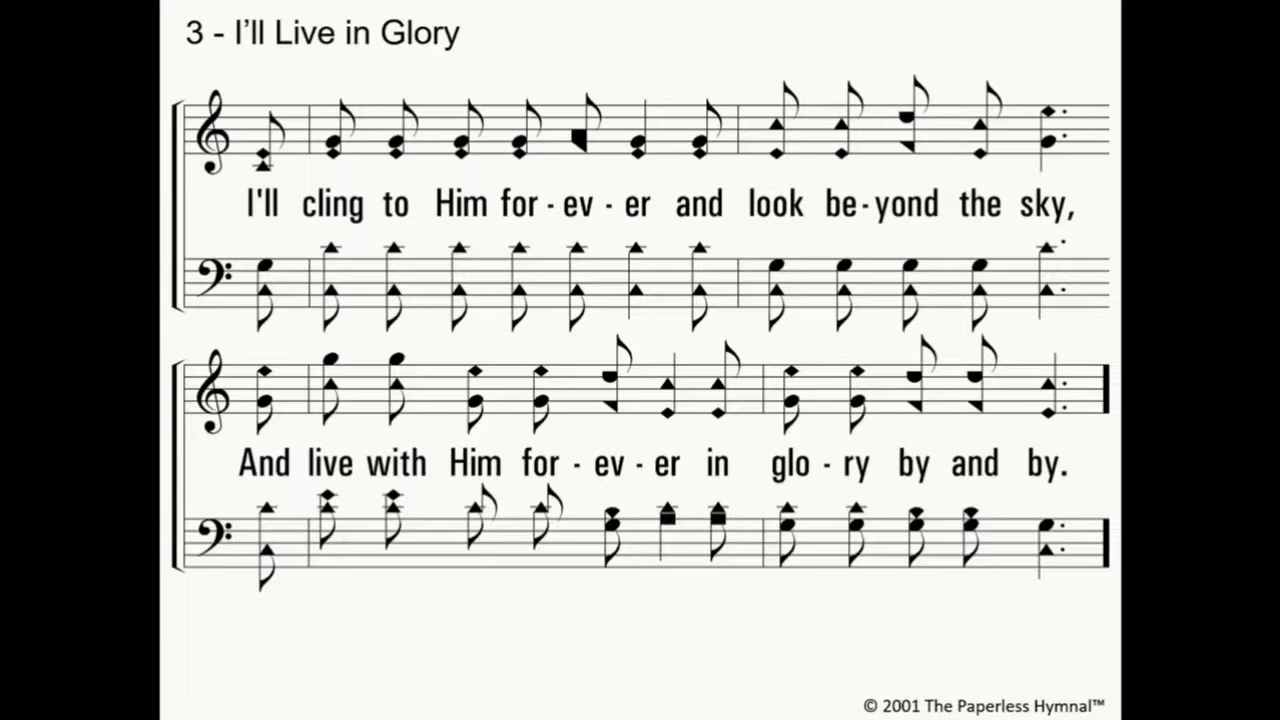 3 - I’ll Live in Glory
I'll cling to Him for - ev - er and look be - yond the sky,
And live with Him for - ev - er in glo - ry by and by.
© 2001 The Paperless Hymnal™